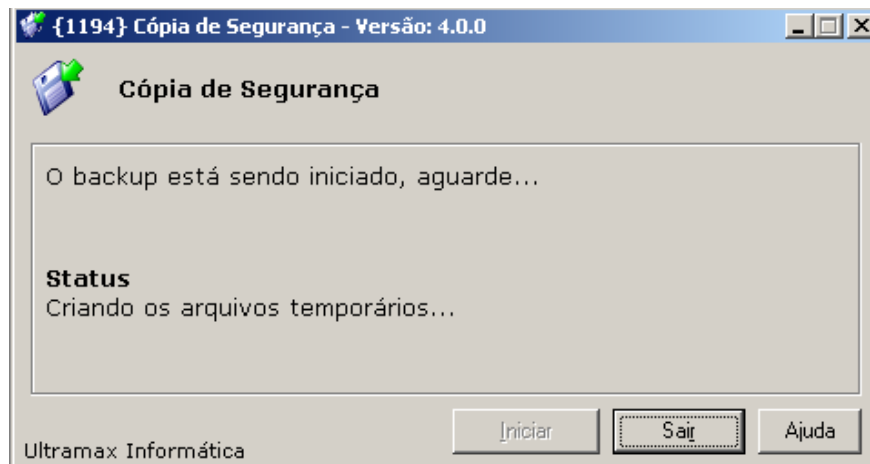 {1194} Cópia de Segurança - Versão: 4.0.0
Cópia de Segurança
O backup está sendo iniciado, aguarde...
Status
Criando os arquivos temporários...
Iniciar
Sair
Ajuda
Ultramax Informática